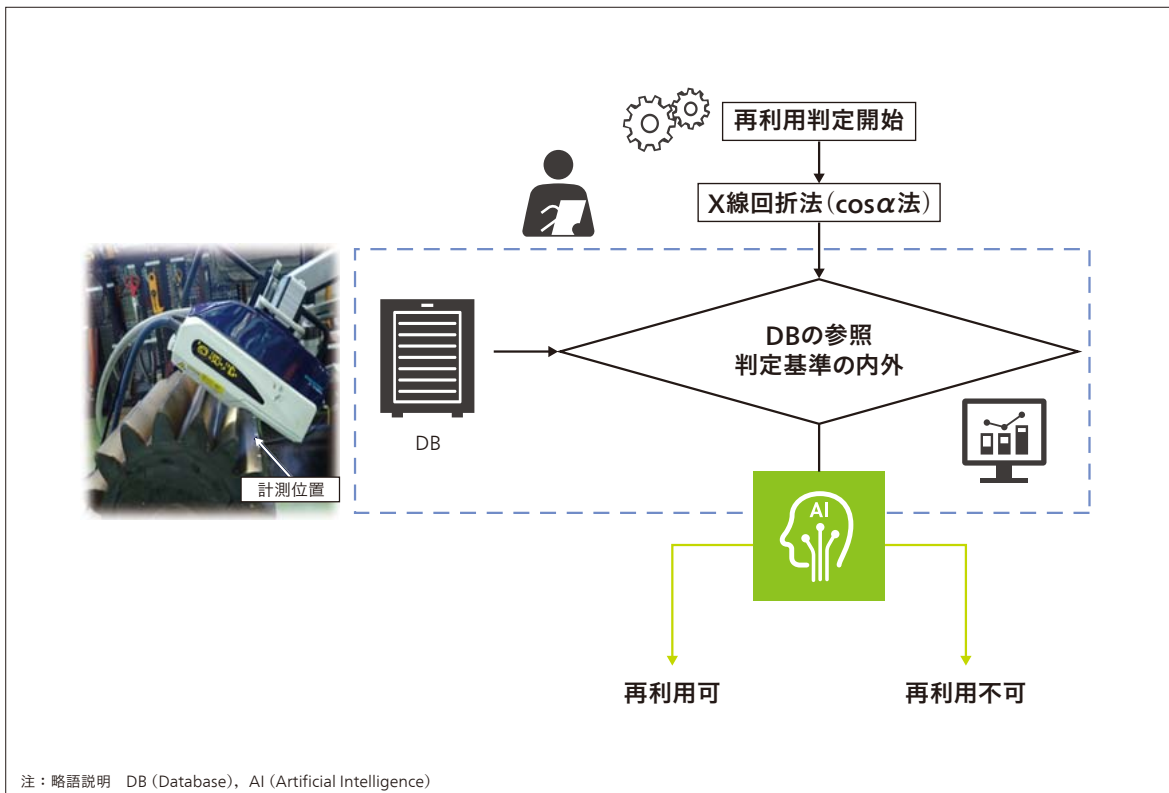 再利用判定開始
X線回折法（cosα法）
DBの参照
判定基準の内外
DB
計測位置
AI
再利用可
再利用不可
注：略語説明　DB（Database），AI（Artificial Intelligence）